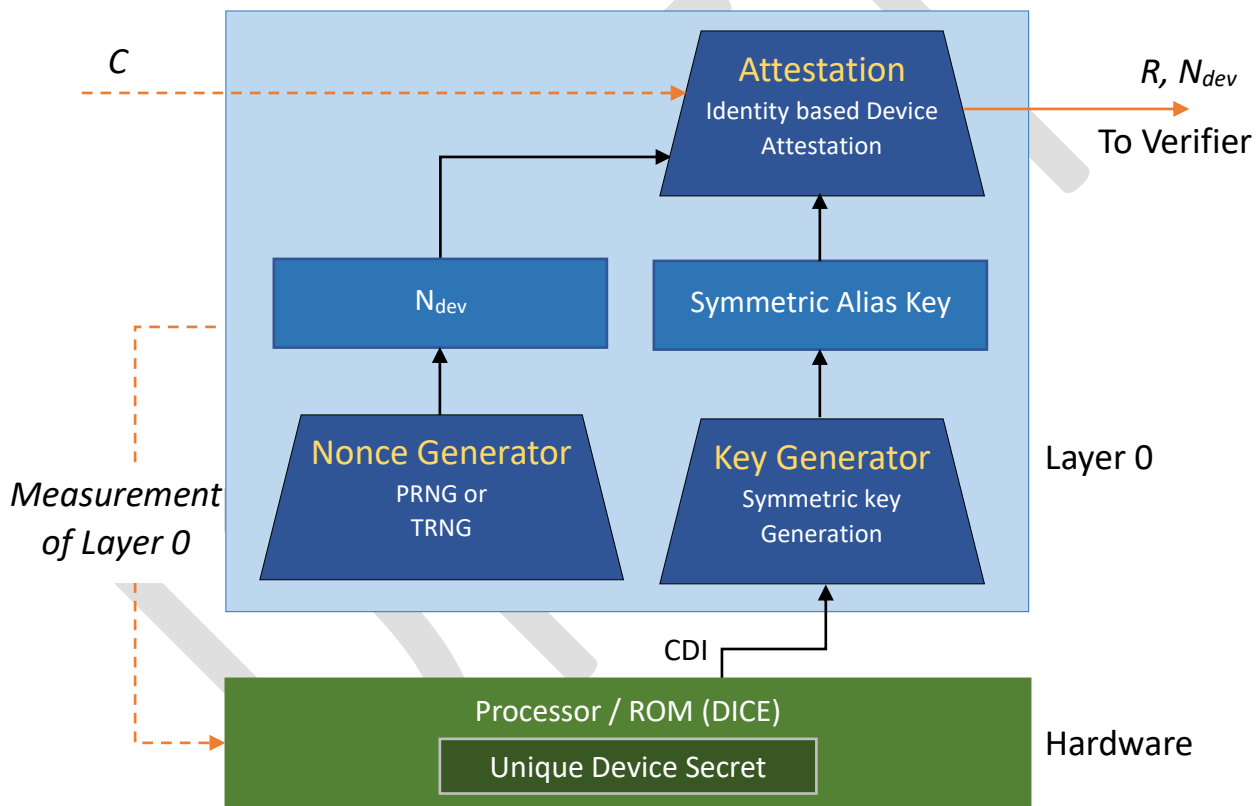 C
Attestation
Identity based Device
Attestation
R, Ndev
To Verifier
Ndev
Symmetric Alias Key
Nonce Generator
PRNG or
TRNG
Key Generator
Symmetric key
Generation
Layer 0
Measurement
of Layer 0
CDI
Processor / ROM (DICE)
Unique Device Secret
Hardware